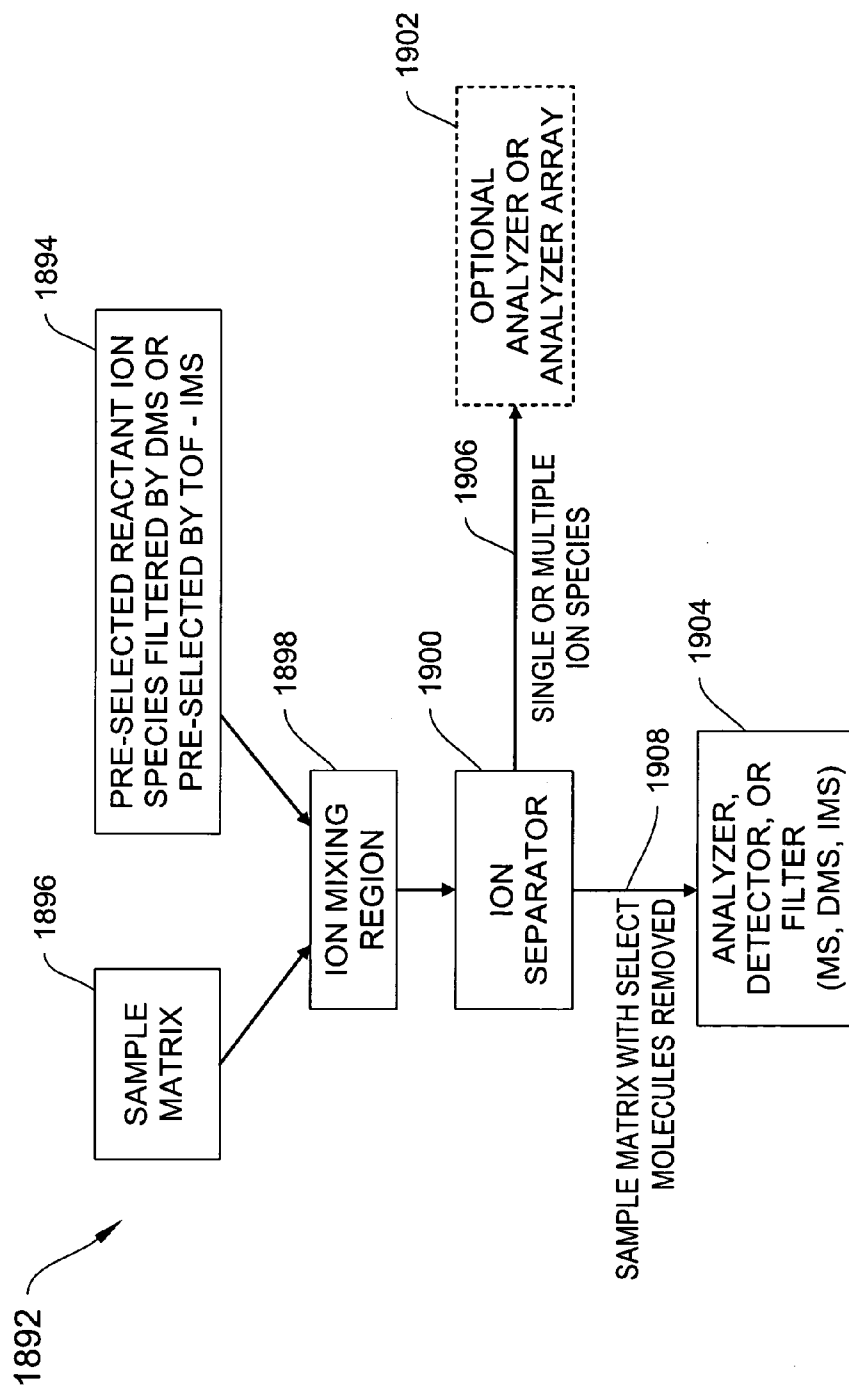 1892
1896
SAMPLE
MATRIX
1894
PRE-SELECTED REACTANT ION
SPECIES FILTERED BY DMS OR
PRE-SELECTED BY TOF - IMS
1898
ION MIXING
REGION
1900
ION
SEPARATOR
1906
SINGLE OR MULTIPLE
ION SPECIES
1902
OPTIONAL
ANALYZER OR
ANALYZER ARRAY
1908
SAMPLE MATRIX WITH SELECT
MOLECULES REMOVED
1904
ANALYZER,
DETECTOR, OR
FILTER
(MS, DMS, IMS)